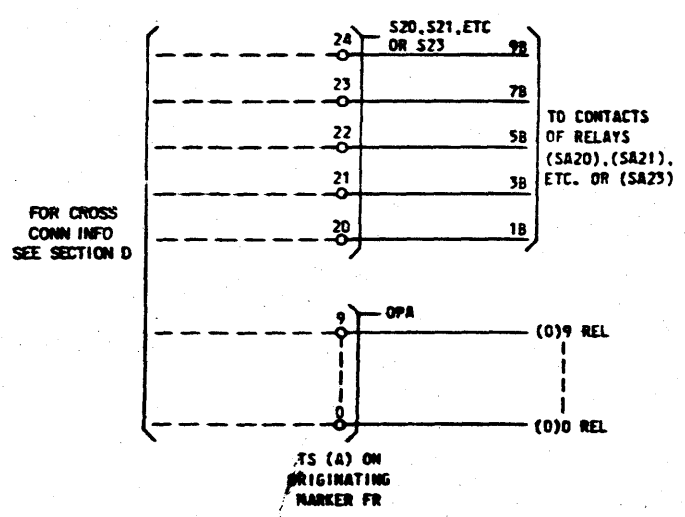 S20,S21,ETC
OR S23
24
9B
23
7B
22
5B
21
3B
20
1B
TO CONTACTS
OF RELAYS
(SA20),(SA21),
ETC. OR (SA23)
FOR CROSS
CONN INFO
SEE SECTION D
OPA
9
(O)9 REL
0
(O)0 REL
TS (A) ON
ORIGINATING
MARKER FR